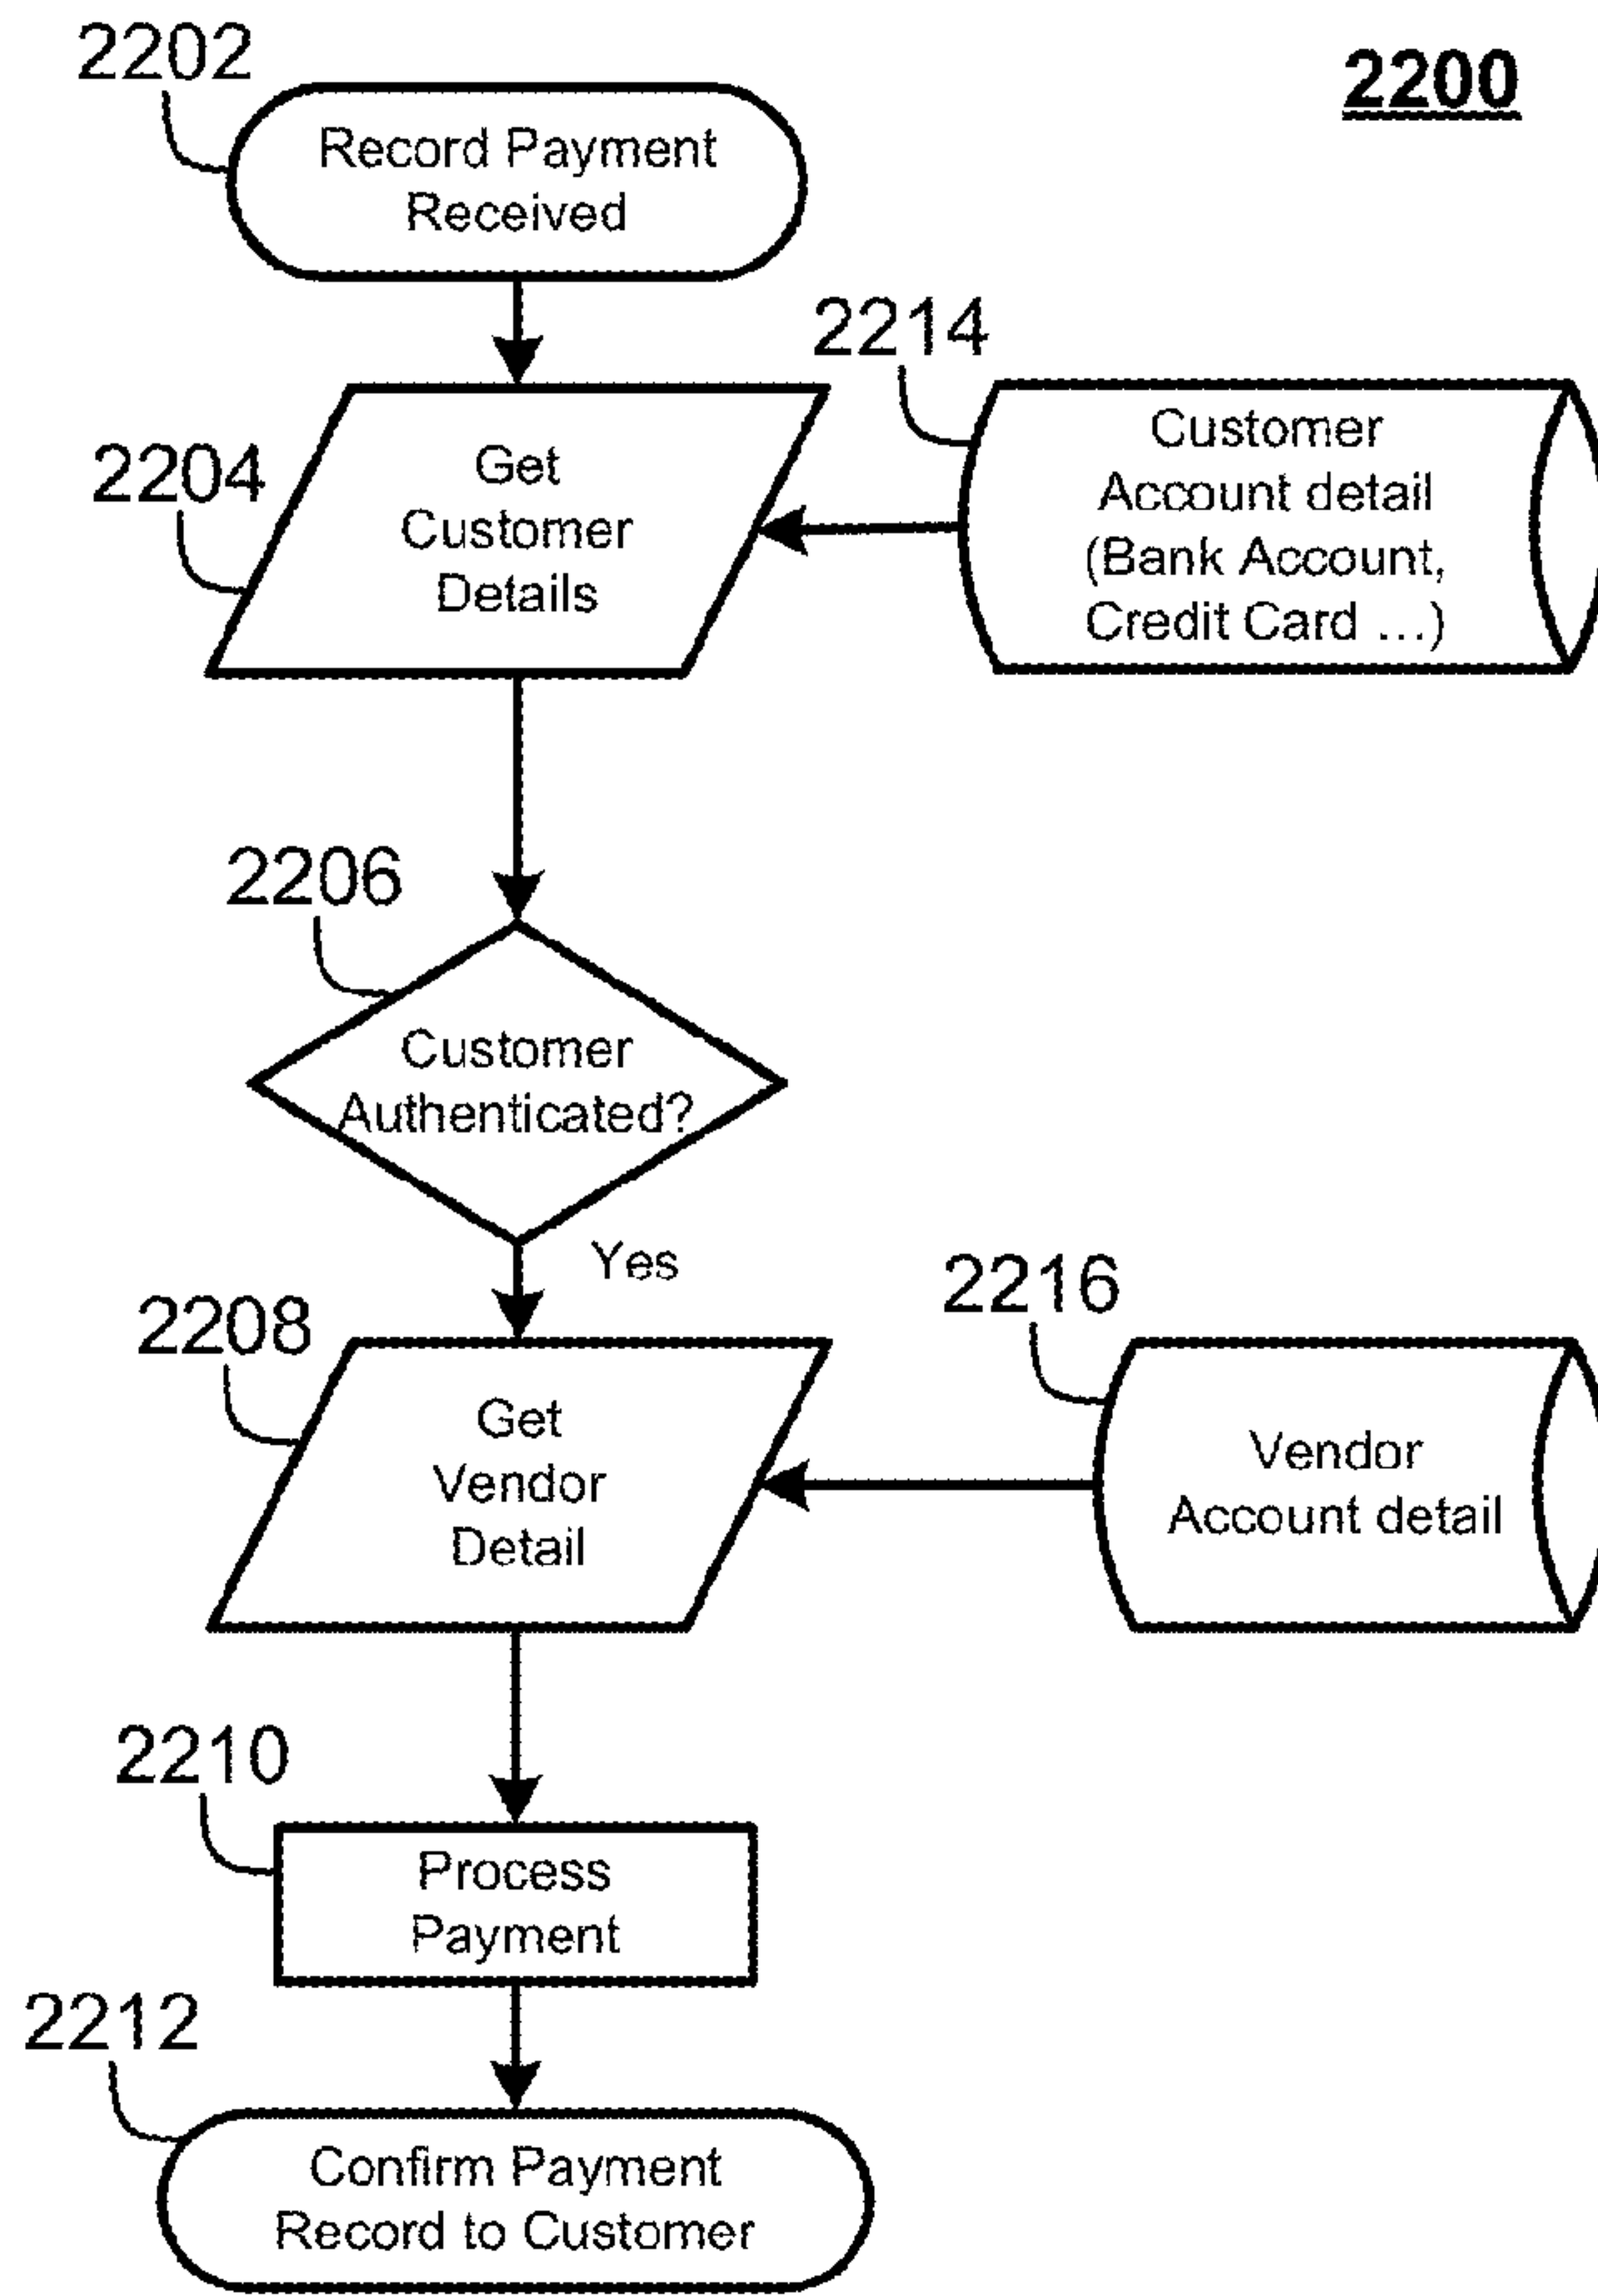 2202
2200
Record Payment
Received
2214
2204
Get
Customer
Details
Customer
Account detail
(Bank Account,
Credit Card ...)
2206
Customer
Authenticated?
Yes
2208
2216
Get
Vendor
Detail
Vendor
Account detail
2210
Process
Payment
2212
Confirm Payment
Record to Customer